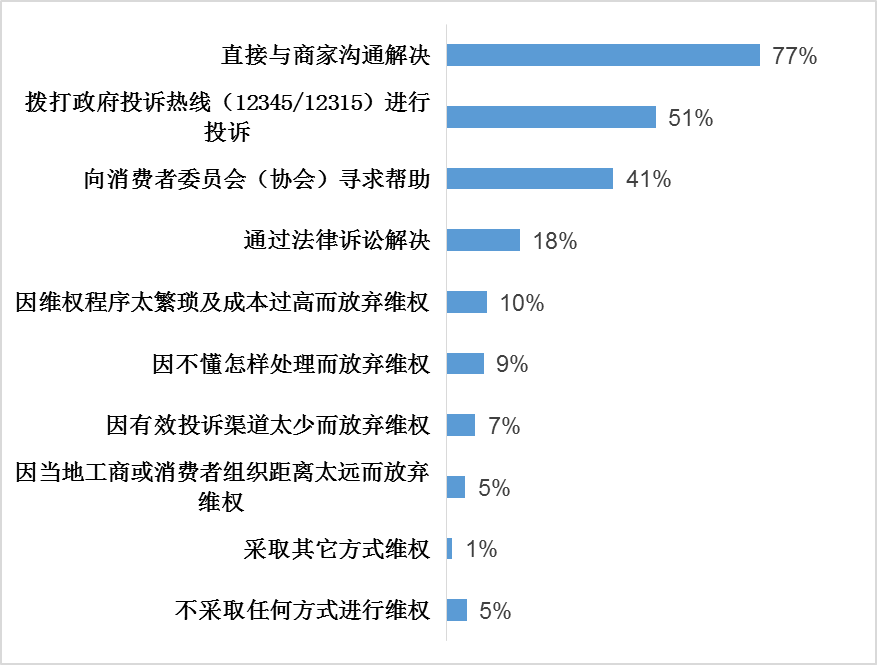 直接与商家沟通解决
77%
拨打政府投诉热线（12345/12315）进行
投诉
51%
向消费者委员会（协会）寻求帮助
41%
通过法律诉讼解决
18%
因维权程序太繁琐及成本过高而放弃维权
10%
因不懂怎样处理而放弃维权
9%
因有效投诉渠道太少而放弃维权
7%
因当地工商或消费者组织距离太远而放弃
维权
5%
采取其它方式维权
1%
不采取任何方式进行维权
5%